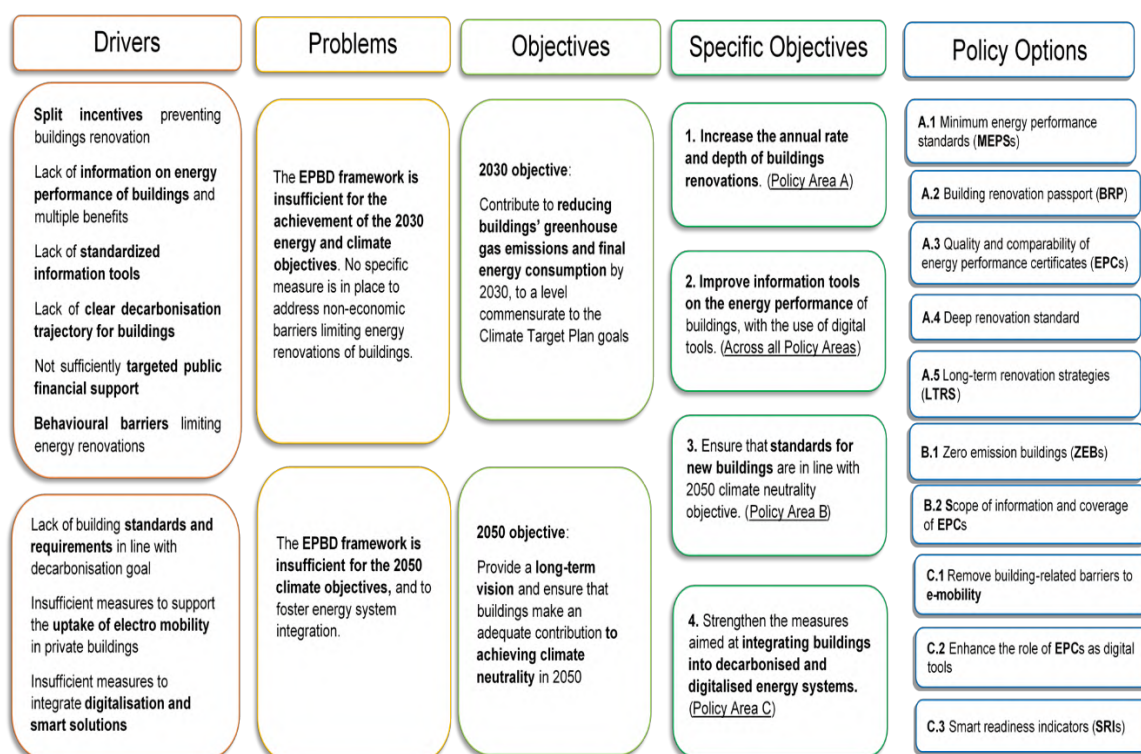 Drivers
Split incentives preventing
buildings renovation
Lack of information on energy
performance of buildings and
multiple benefits
Lack of standardized
information tools
Lack of clear decarbonisation
trajectory for buildings
Not sufficiently targeted public
financial support
Behavioural barriers limiting
energy renovations
Lack of building standards and
requirements in line with
decarbonisation goal
Insufficient measures to support
the uptake of electro mobility
in private buildings
Insufficient measures to
integrate digitalisation and
smart solutions
Problems
The EPBD framework is
insufficient for the
achievement of the 2030
energy and climate
objectives. No specific
measure is in place to
address non-economic
barriers limiting energy
renovations of buildings.
The EPBD framework is
insufficient for the 2050
climate objectives, and to
foster energy system
integration.
Objectives
2030 objective:
Contribute to reducing
buildings' greenhouse
gas emissions and final
energy consumption by
2030, to a level
commensurate to the
Climate Target Plan goals
2050 objective:
Provide a long-term
vision and ensure that
buildings make an
adequate contribution to
achieving climate
neutrality in 2050
Specific Objectives
1. Increase the annual rate
and depth of buildings
renovations. (Policy Area A)
2. Improve information tools
on the energy performance of
buildings, with the use of digital
tools. (Across all Policy Areas)
3. Ensure that standards for
new buildings are in line with
2050 climate neutrality
objective. (Policy Area B)
4. Strengthen the measures
aimed at integrating buildings
into decarbonised and
digitalised energy systems.
(Policy Area C)
Policy Options
A.1 Minimum energy performance
standards (MEPSs)
A.2 Building renovation passport (BRP)
A.3 Quality and comparability of
energy performance certificates (EPCs)
A.4 Deep renovation standard
A.5 Long-term renovation strategies
(LTRS)
B.1 Zero emission buildings (ZEBs)
B.2 Scope of information and coverage
of EPCs
C.1 Remove building-related barriers to
e-mobility
C.2 Enhance the role of EPCs as digital
tools
C.3 Smart readiness indicators (SRIs)